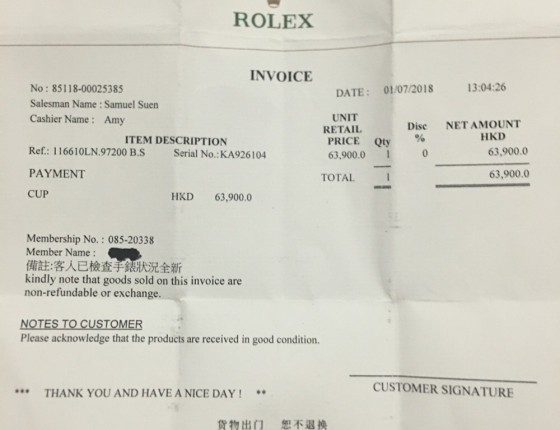 ROLEX
INVOICE
No : 85118-00025385
DATE : 01/07/2018 13:04:26
Salesman Name : Samuel Suen
Cashier Name : Amy
ITEM DESCRIPTION
UNIT RETAIL PRICE Qty Disc % NET AMOUNT HKD
Ref.: 116610LN.97200 B.S Serial No.:KA926104 63,900.0 1 0 63,900.0
PAYMENT TOTAL 1 63,900.0
CUP HKD 63,900.0
Membership No. : 085-20338
Member Name :
備註:客人已檢查手錶狀況全新
kindly note that goods sold on this invoice are
non-refundable or exchange.
NOTES TO CUSTOMER
Please acknowledge that the products are received in good condition.
*** THANK YOU AND HAVE A NICE DAY ! **
CUSTOMER SIGNATURE
貨物出门 恕不退換